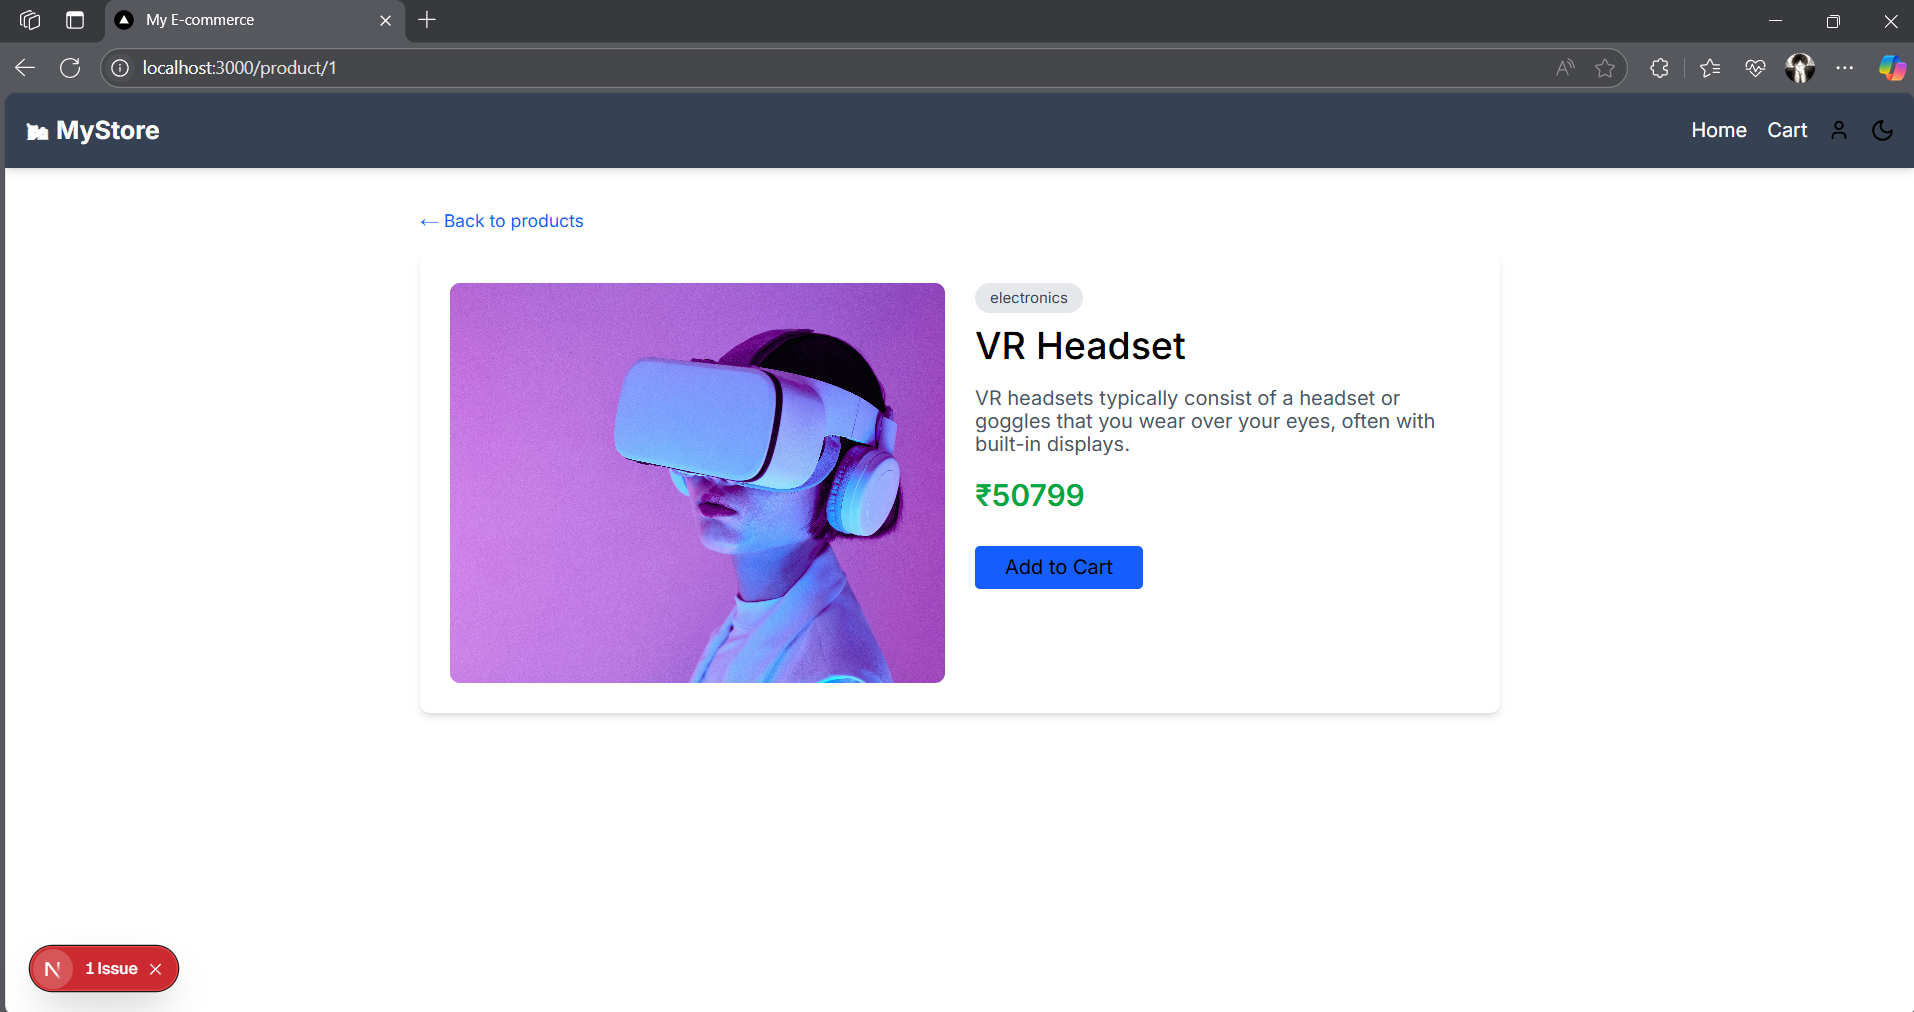 My E-commerce
localhost:3000/product/1
MyStore
Home Cart
← Back to products
electronics
VR Headset
VR headsets typically consist of a headset or
goggles that you wear over your eyes, often with
built-in displays.
₹50799
Add to Cart
N 1 Issue